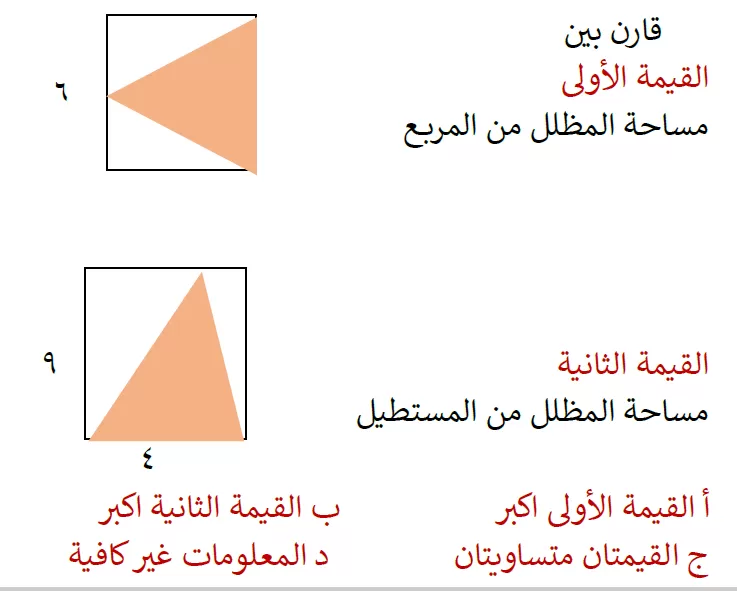 قارن بين
القيمة الأولى
مساحة المظلل من المربع
٦
القيمة الثانية
مساحة المظلل من المستطيل
٩
٤
أ القيمة الأولى اكبر
ب القيمة الثانية اكبر
ج القيمتان متساويتان
د المعلومات غير كافية